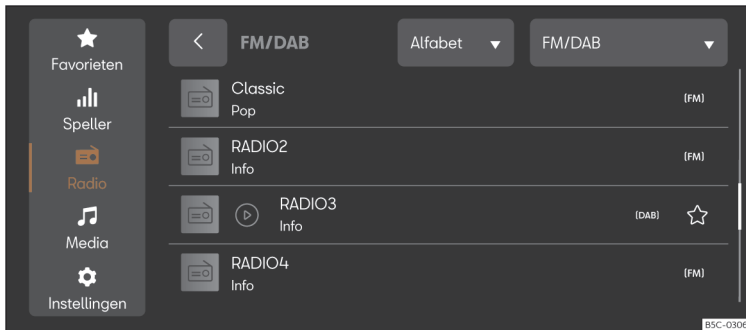 Favorieten
Speller
Radio
Media
Instellingen
FM/DAB
Alfabet
FM/DAB
Classic
Pop
(FM)
RADIO2
Info
(FM)
RADIO3
Info
(DAB)
RADIO4
Info
(FM)
B5C-0306